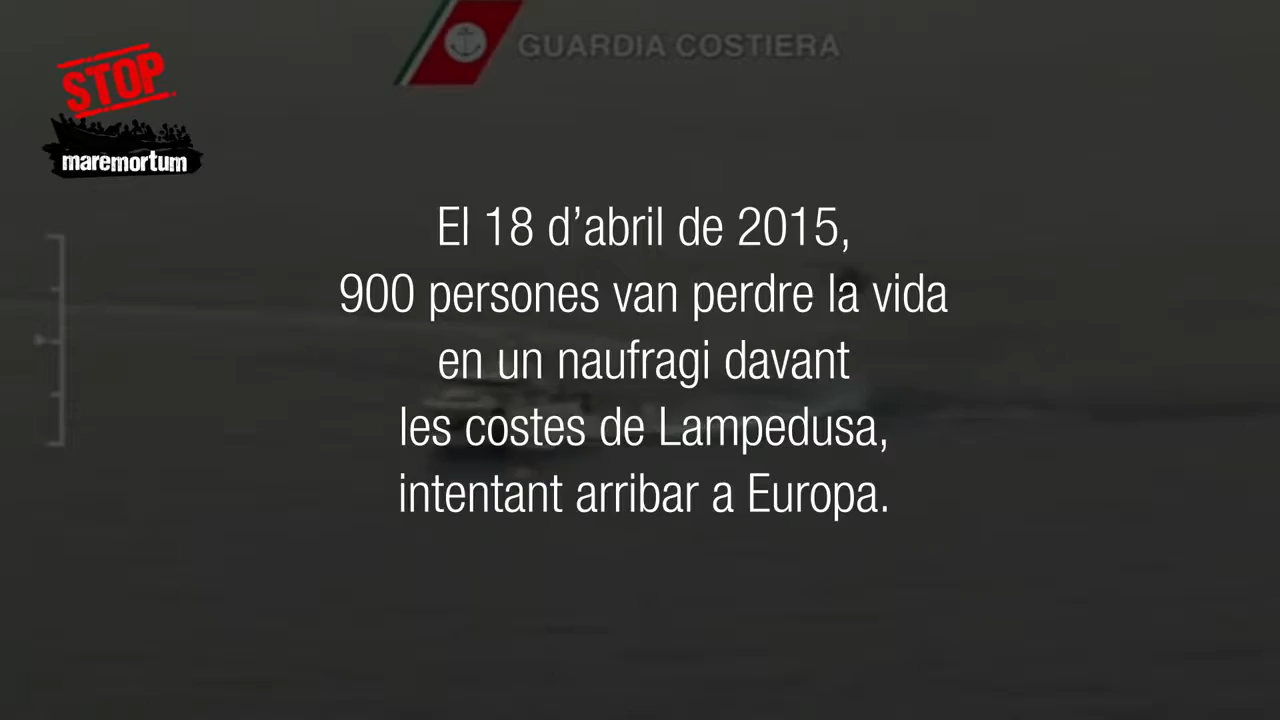 GUARDIA COSTIERA
STOP
maremortum
El 18 d’abril de 2015,
900 persones van perdre la vida
en un naufragi davant
les costes de Lampedusa,
intentant arribar a Europa.